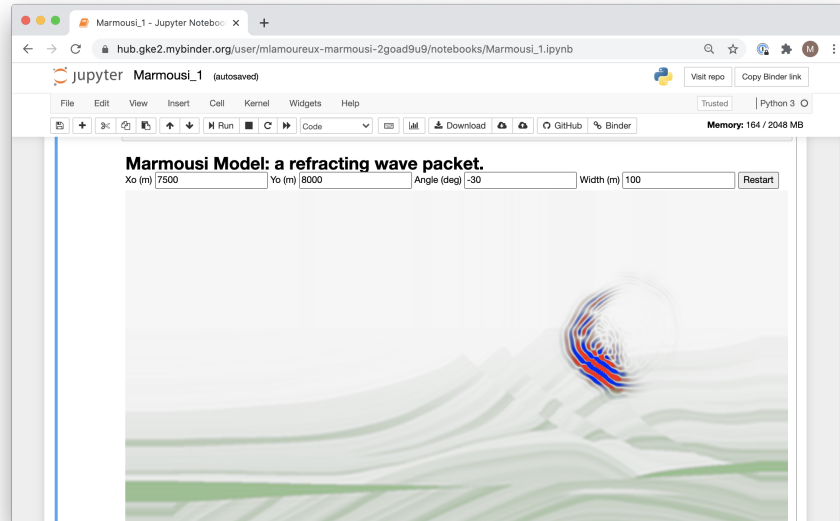 Marmousi_1 - Jupyter Noteboo
hub.gke2.mybinder.org/user/mlamoureux-marmousi-2goad9u9/notebooks/Marmousi_1.ipynb
M
jupyter Marmousi_1 (autosaved)
Visit repo Copy Binder link
File Edit View Insert Cell Kernel Widgets Help
Trusted Python 3
Run Code Download GitHub Binder Memory: 164 / 2048 MB
Marmousi Model: a refracting wave packet.
Xo (m) 7500 Yo (m) 8000 Angle (deg) -30 Width (m) 100 Restart